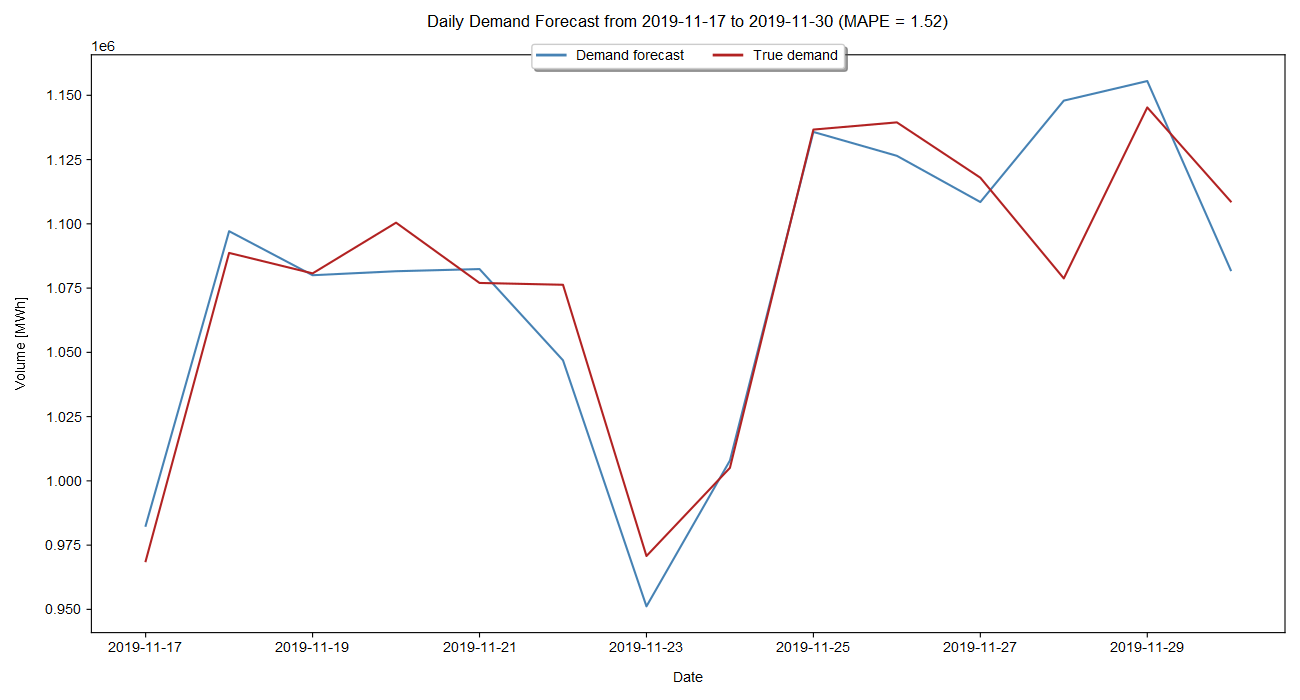 Daily Demand Forecast from 2019-11-17 to 2019-11-30 (MAPE = 1.52)
1e6
Demand forecast True demand
1.150
1.125
1.100
1.075
1.050
1.025
1.000
0.975
0.950
Volume [MWh]
2019-11-17 2019-11-19 2019-11-21 2019-11-23 2019-11-25 2019-11-27 2019-11-29
Date